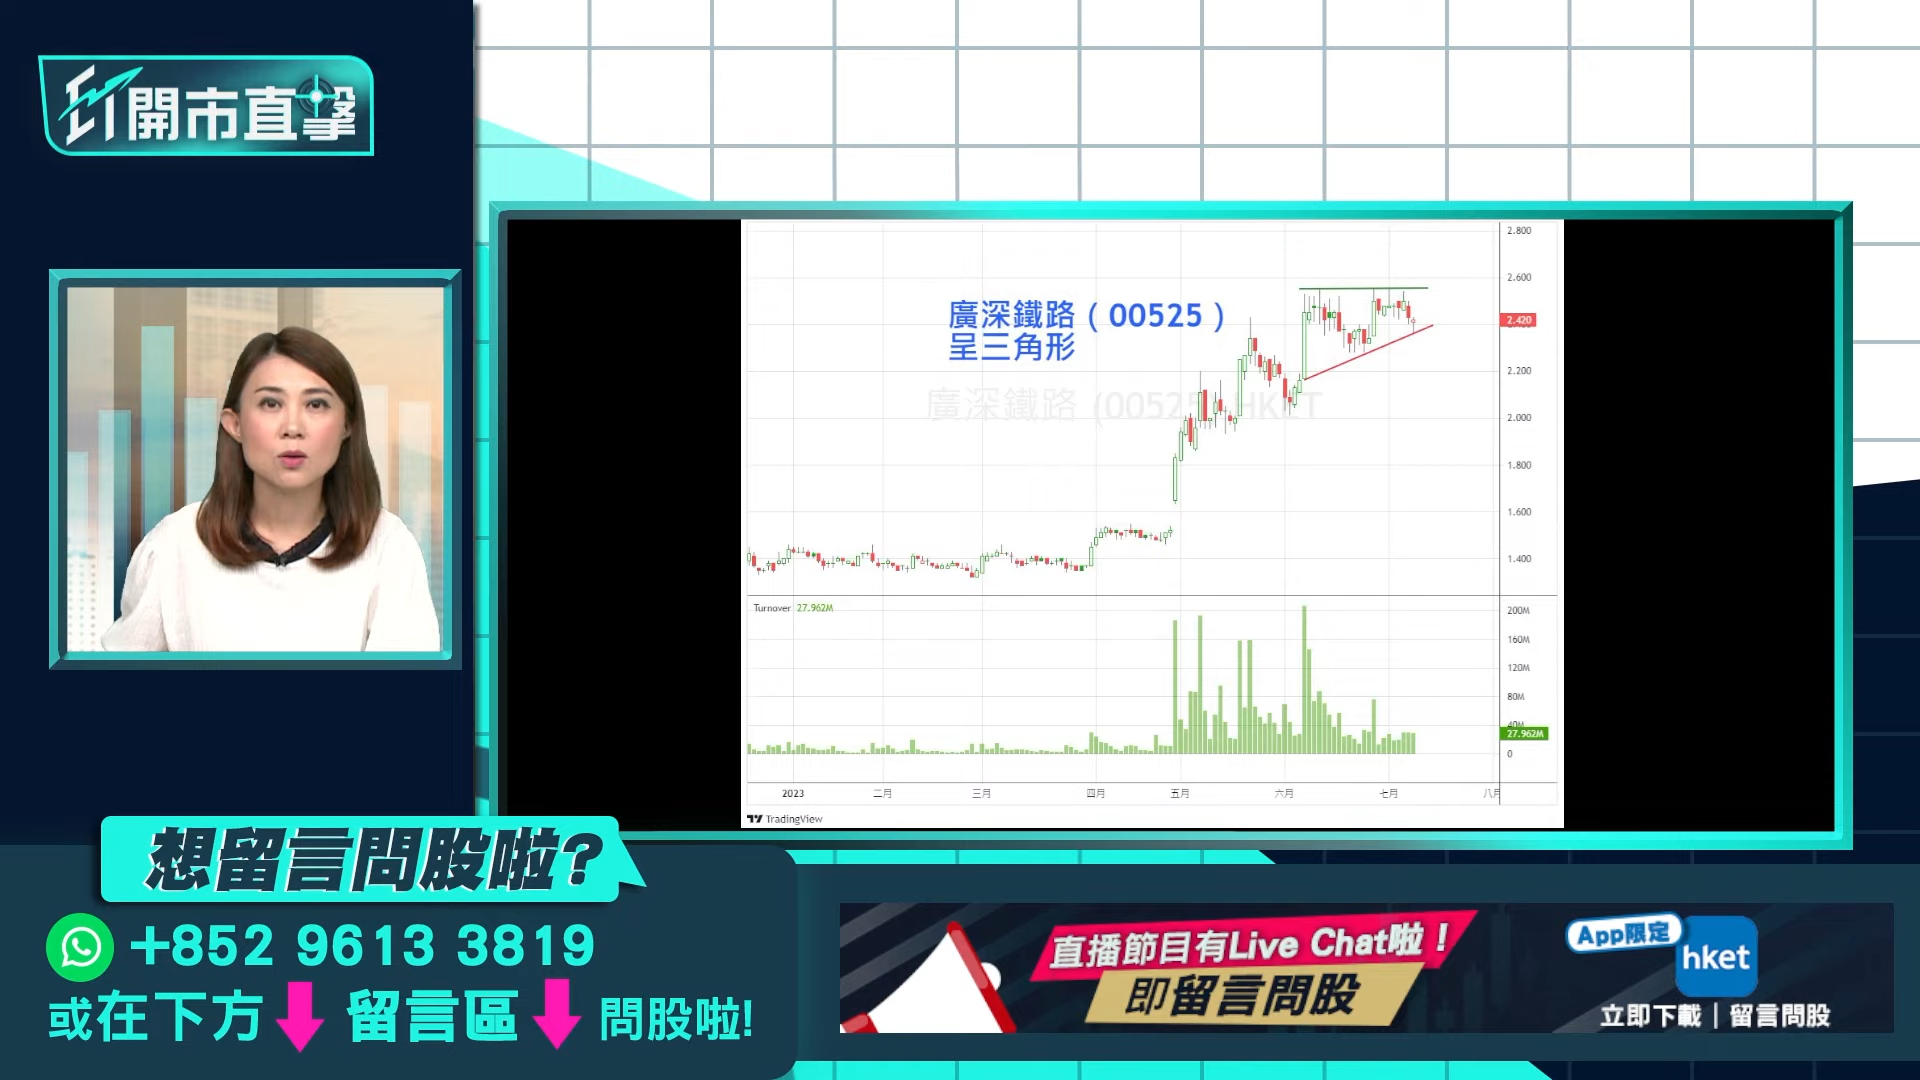 ET開市直擊
廣深鐵路（00525）
呈三角形
廣深鐵路 (00525) HKET
2.800
2.600
2.420
2.200
2.000
1.800
1.600
1.400
Turnover 27.962M
200M
160M
120M
80M
40M
27.962M
0
2023 二月 三月 四月 五月 六月 七月 八月
TradingView
想留言問股啦?
+852 9613 3819
或在下方 留言區 問股啦!
直播節目有Live Chat啦！
即留言問股
App限定
hket
立即下載｜留言問股